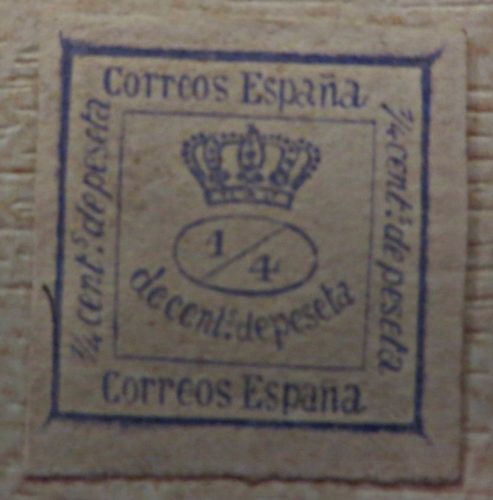 Correos España
1/4 cent.s de peseta
1/4
de cent.s de peseta
1/4 cent.s de peseta
Correos España